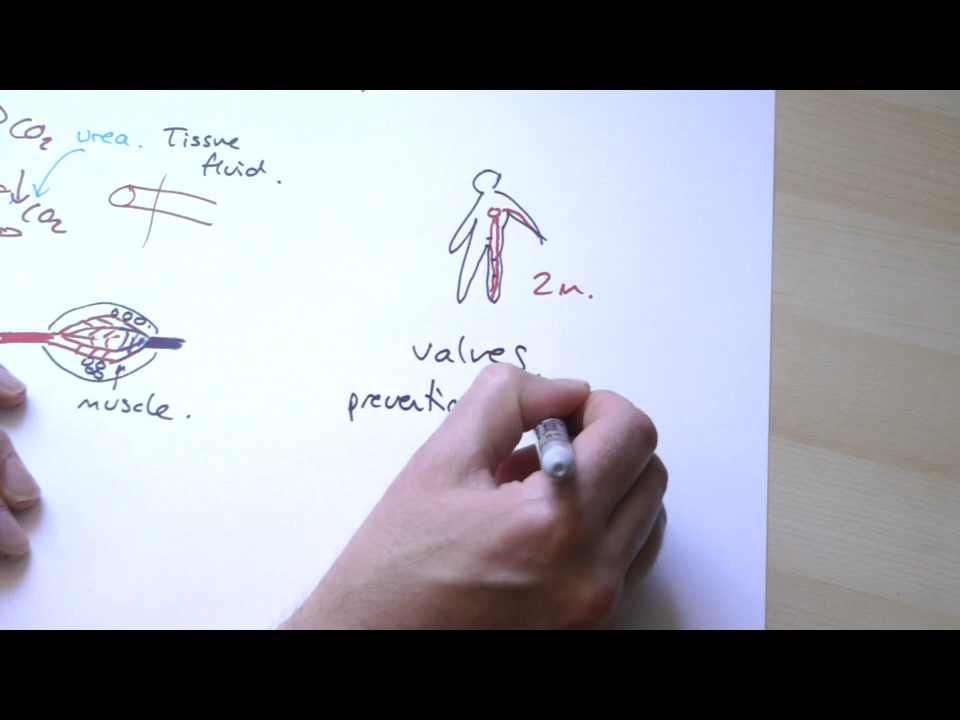 CO₂ urea. Tissue
fluid.
CO₂
2m.
valves
muscle.